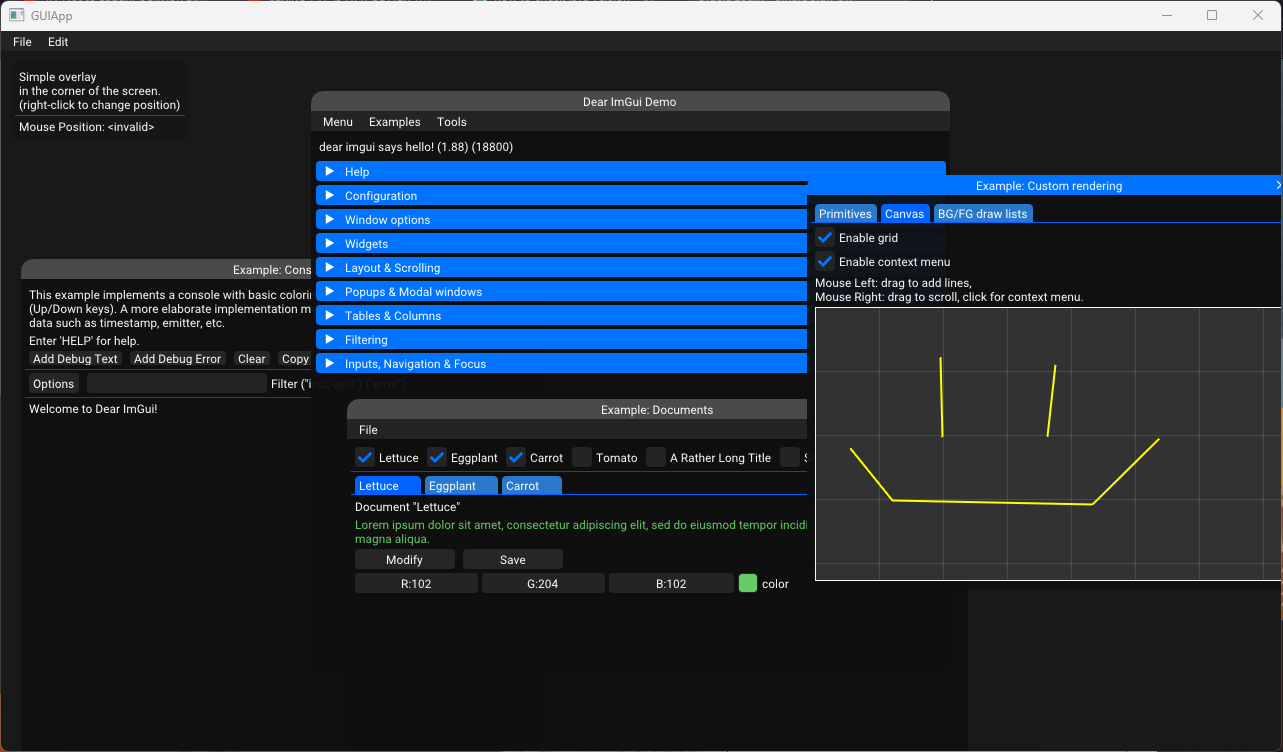 GUIApp
File Edit
Simple overlay
in the corner of the screen.
(right-click to change position)
Mouse Position: <invalid>
Dear ImGui Demo
Menu Examples Tools
dear imgui says hello! (1.88) (18800)
Help
Configuration
Window options
Widgets
Layout & Scrolling
Popups & Modal windows
Tables & Columns
Filtering
Inputs, Navigation & Focus
Example: Custom rendering
Primitives Canvas BG/FG draw lists
Enable grid
Enable context menu
Mouse Left: drag to add lines,
Mouse Right: drag to scroll, click for context menu.
Example: Cons
This example implements a console with basic colorin
(Up/Down keys). A more elaborate implementation m
data such as timestamp, emitter, etc.
Enter 'HELP' for help.
Add Debug Text Add Debug Error Clear Copy
Options Filter ("incl,-excl") ("error")
Welcome to Dear ImGui!
Example: Documents
File
Lettuce Eggplant Carrot Tomato A Rather Long Title S
Lettuce Eggplant Carrot
Document "Lettuce"
Lorem ipsum dolor sit amet, consectetur adipiscing elit, sed do eiusmod tempor incidi
magna aliqua.
Modify Save
R:102 G:204 B:102 color